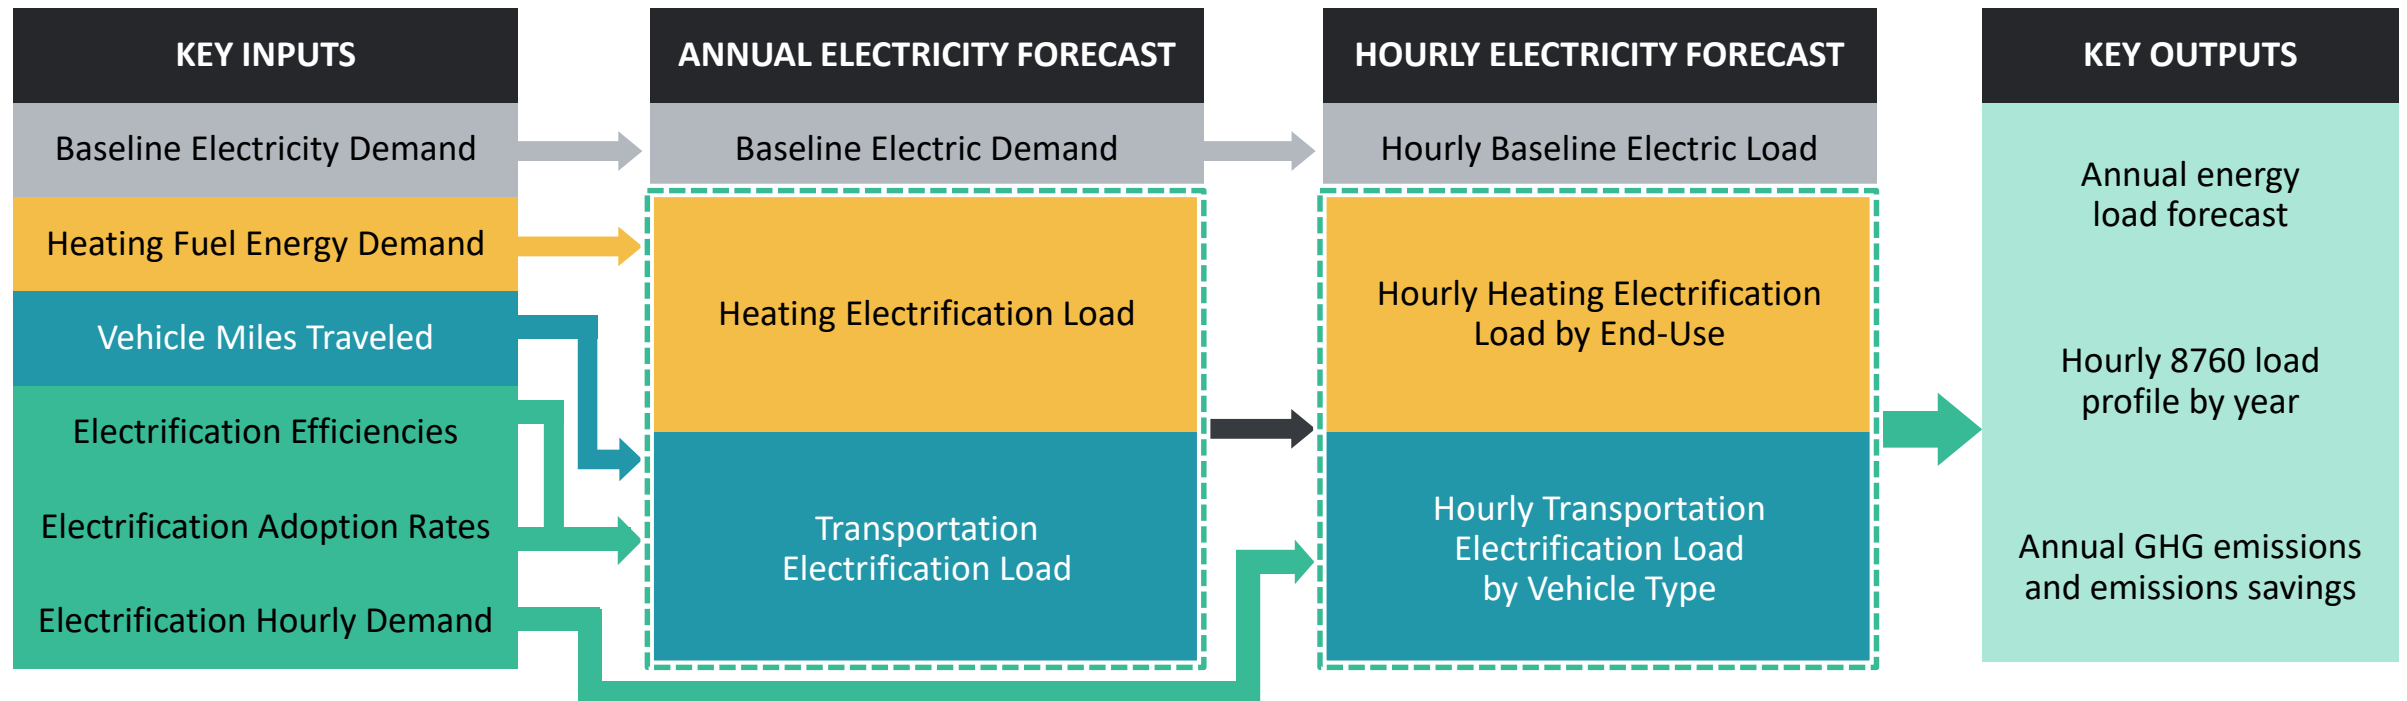 KEY INPUTS
Baseline Electricity Demand
Heating Fuel Energy Demand
Vehicle Miles Traveled
Electrification Efficiencies
Electrification Adoption Rates
Electrification Hourly Demand
ANNUAL ELECTRICITY FORECAST
Baseline Electric Demand
Heating Electrification Load
Transportation
Electrification Load
HOURLY ELECTRICITY FORECAST
Hourly Baseline Electric Load
Hourly Heating Electrification
Load by End-Use
Hourly Transportation
Electrification Load
by Vehicle Type
KEY OUTPUTS
Annual energy
load forecast
Hourly 8760 load
profile by year
Annual GHG emissions
and emissions savings